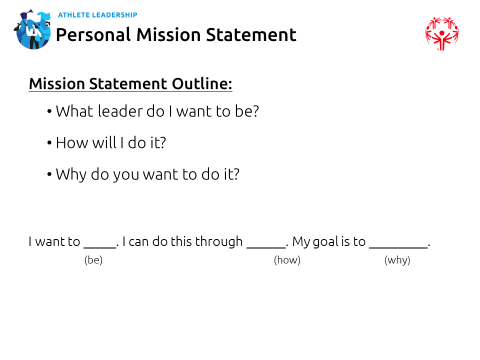 ATHLETE LEADERSHIP
Personal Mission Statement
Mission Statement Outline:
• What leader do I want to be?
• How will I do it?
• Why do you want to do it?
I want to _____. I can do this through ______. My goal is to _________.
(be) (how) (why)